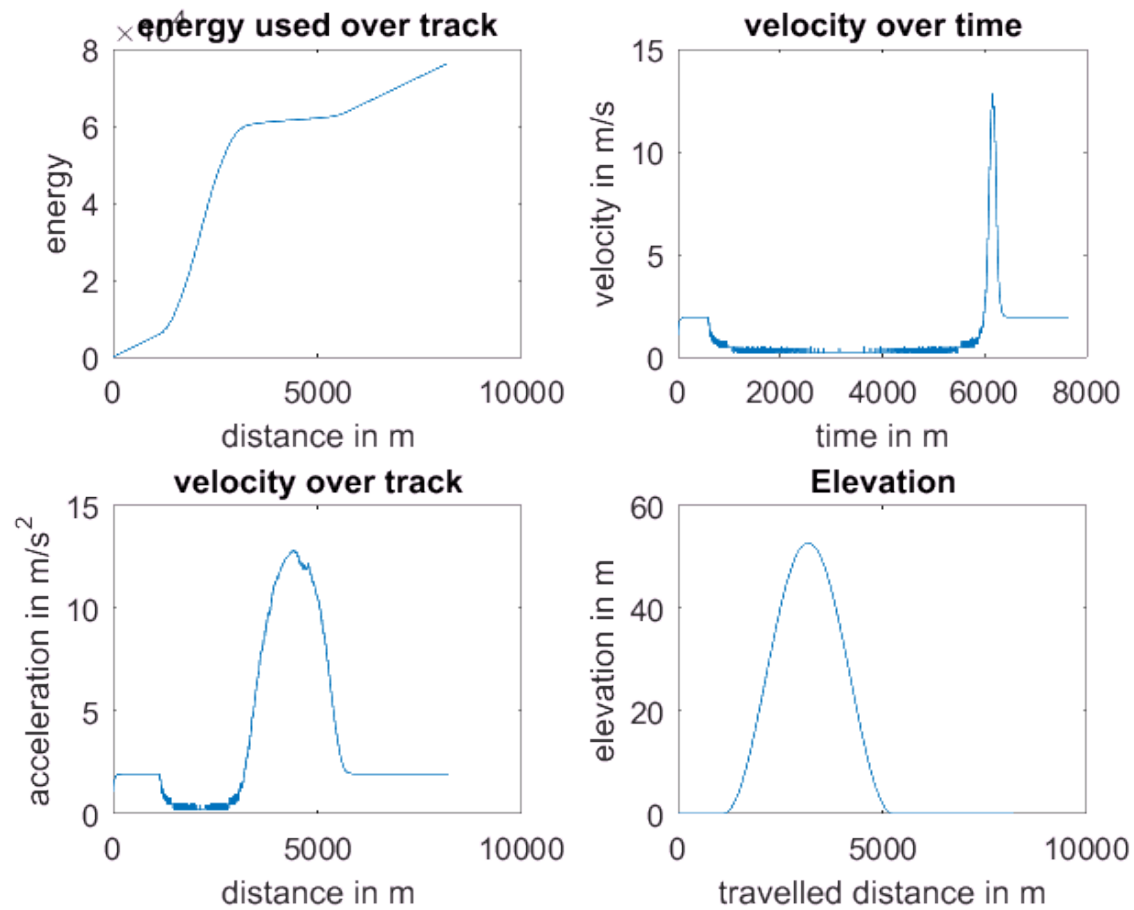 ×10⁴
energy used over track
8
6
4
2
0
energy
0 5000 10000
distance in m
velocity over time
15
10
5
0
velocity in m/s
0 2000 4000 6000 8000
time in m
velocity over track
15
10
5
0
acceleration in m/s²
0 5000 10000
distance in m
Elevation
60
40
20
0
elevation in m
0 5000 10000
travelled distance in m